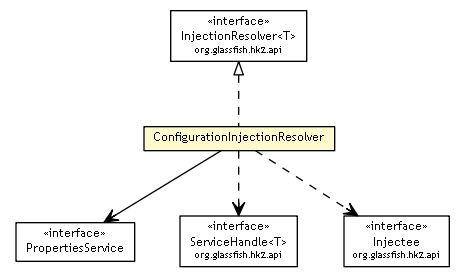 «interface»
InjectionResolver<T>
org.glassfish.hk2.api
ConfigurationInjectionResolver
«interface»
PropertiesService
«interface»
ServiceHandle<T>
org.glassfish.hk2.api
«interface»
Injectee
org.glassfish.hk2.api